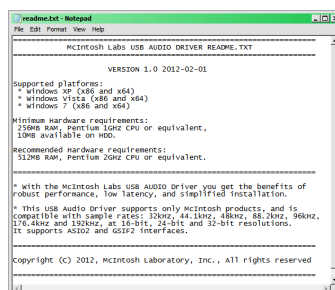 readme.txt - Notepad
File Edit Format View Help
================================================================
McIntosh Labs USB AUDIO DRIVER README.TXT
================================================================
VERSION 1.0 2012-02-01
Supported platforms:
* Windows XP (x86 and x64)
* Windows Vista (x86 and x64)
* Windows 7 (x86 and x64)
Minimum Hardware requirements:
256MB RAM, Pentium 1GHz CPU or equivalent,
10MB available on HDD.
Recommended Hardware requirements:
512MB RAM, Pentium 2GHz CPU or equivalent.
================================================================
* With the McIntosh Labs USB AUDIO Driver you get the benefits of
robust performance, low latency, and simplified installation.
* This USB Audio Driver supports only McIntosh products, and is
compatible with sample rates: 32kHz, 44.1kHz, 48kHz, 88.2kHz, 96kHz,
176.4kHz and 192kHz, at 16-bit, 24-bit and 32-bit resolutions.
It supports ASIO2 and GSIF2 interfaces.
================================================================
Copyright (C) 2012, McIntosh Laboratory, Inc., All rights reserved
================================================================